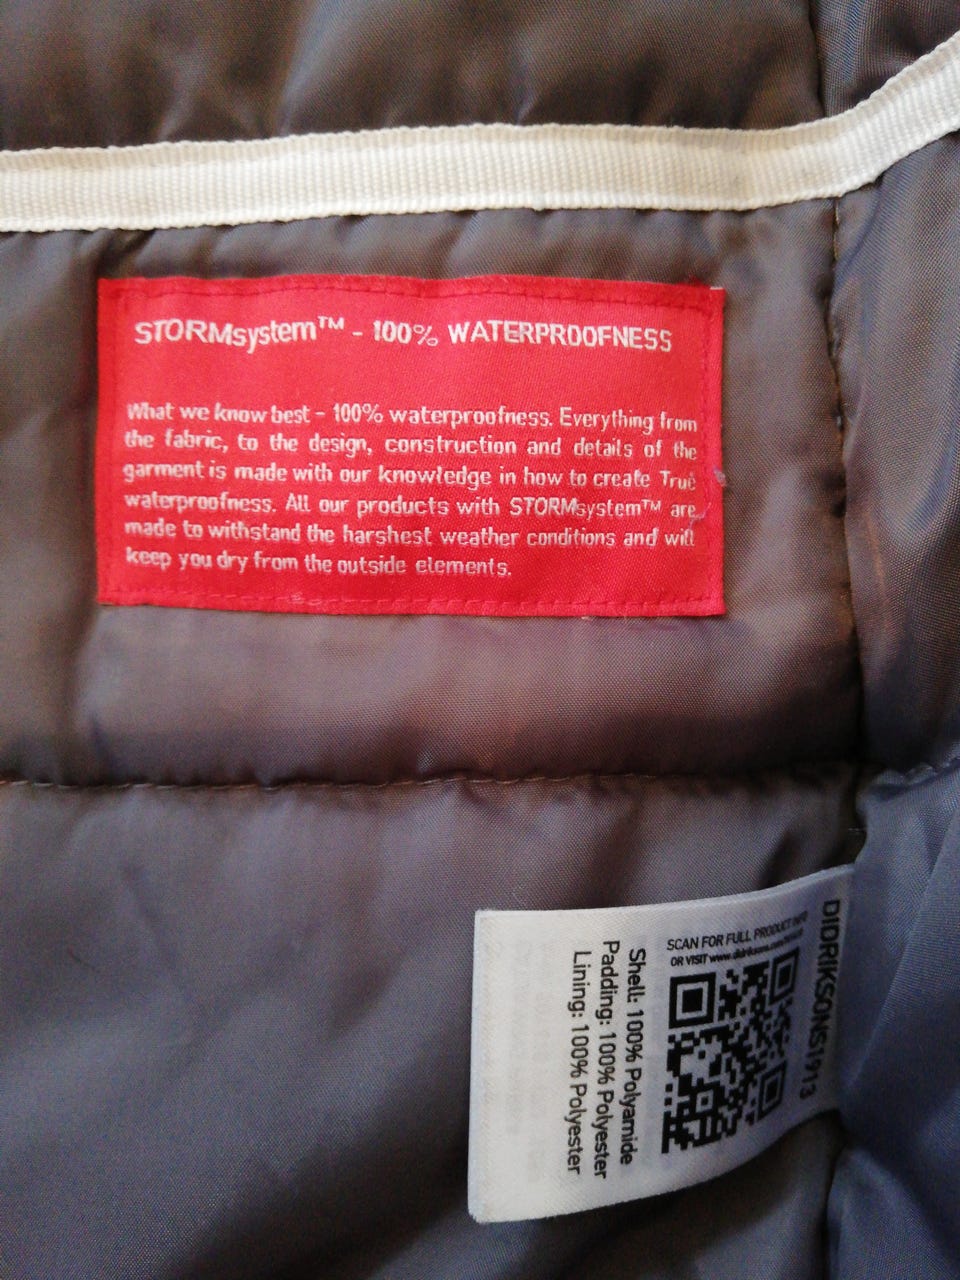 STORMsystem™ - 100% WATERPROOFNESS
What we know best - 100% waterproofness. Everything from
the fabric, to the design, construction and details of the
garment is made with our knowledge in how to create True
waterproofness. All our products with STORMsystem™ are
made to withstand the harshest weather conditions and will
keep you dry from the outside elements.
DIDRIKSONS1913
SCAN FOR FULL PRODUCT INFO
OR VISIT
Shell: 100% Polyamide
Padding: 100% Polyester
Lining: 100% Polyester